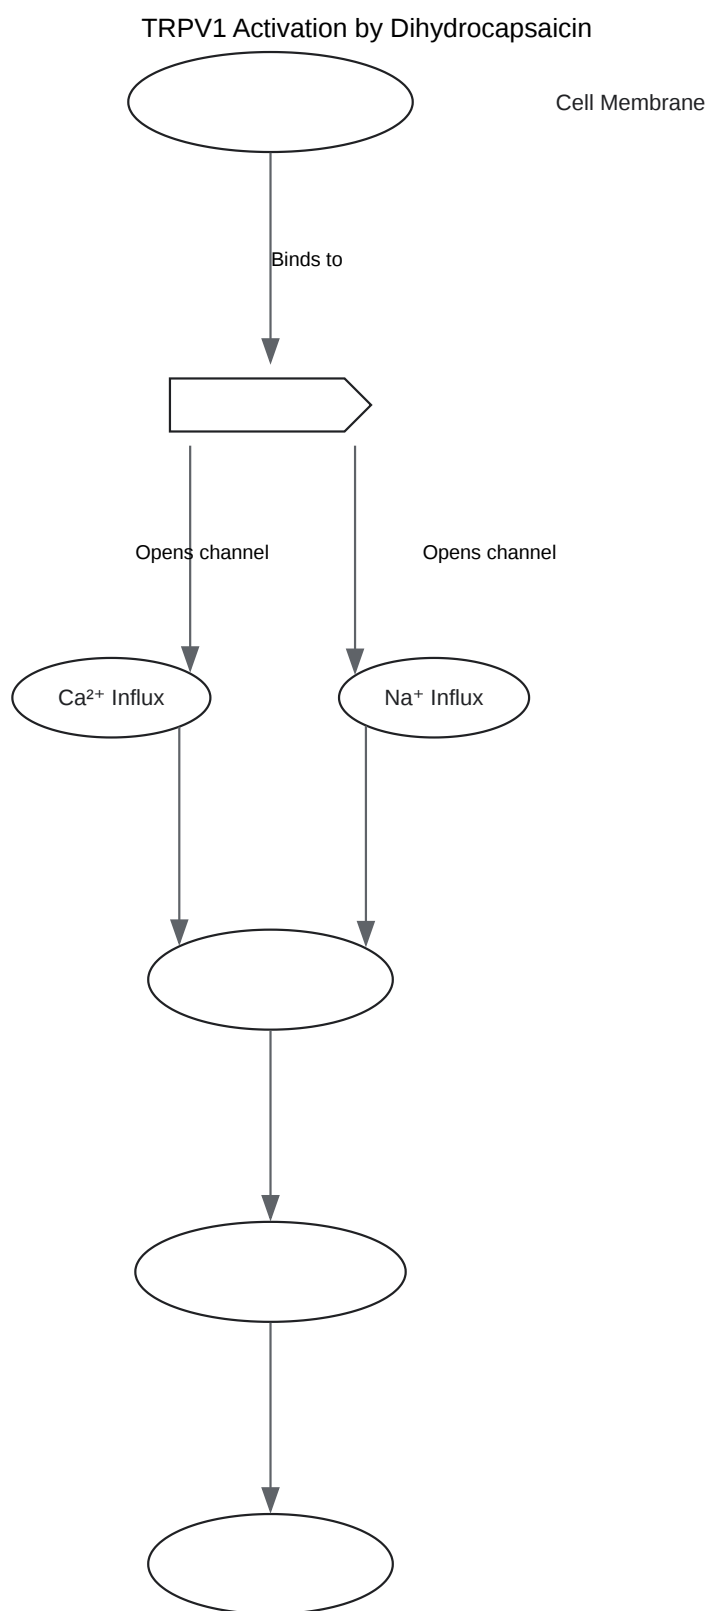 TRPV1 Activation by Dihydrocapsaicin
Cell Membrane
Binds to
Opens channel
Opens channel
Ca²⁺ Influx
Na⁺ Influx